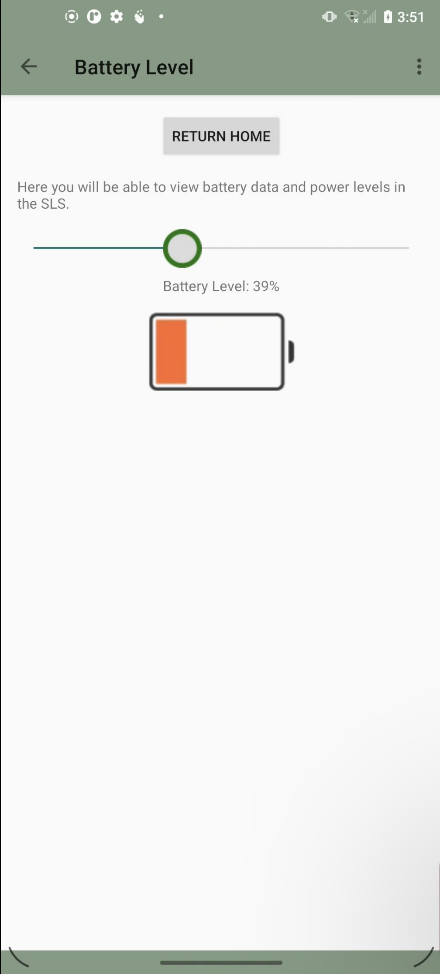 3:51
Battery Level
RETURN HOME
Here you will be able to view battery data and power levels in
the SLS.
Battery Level: 39%